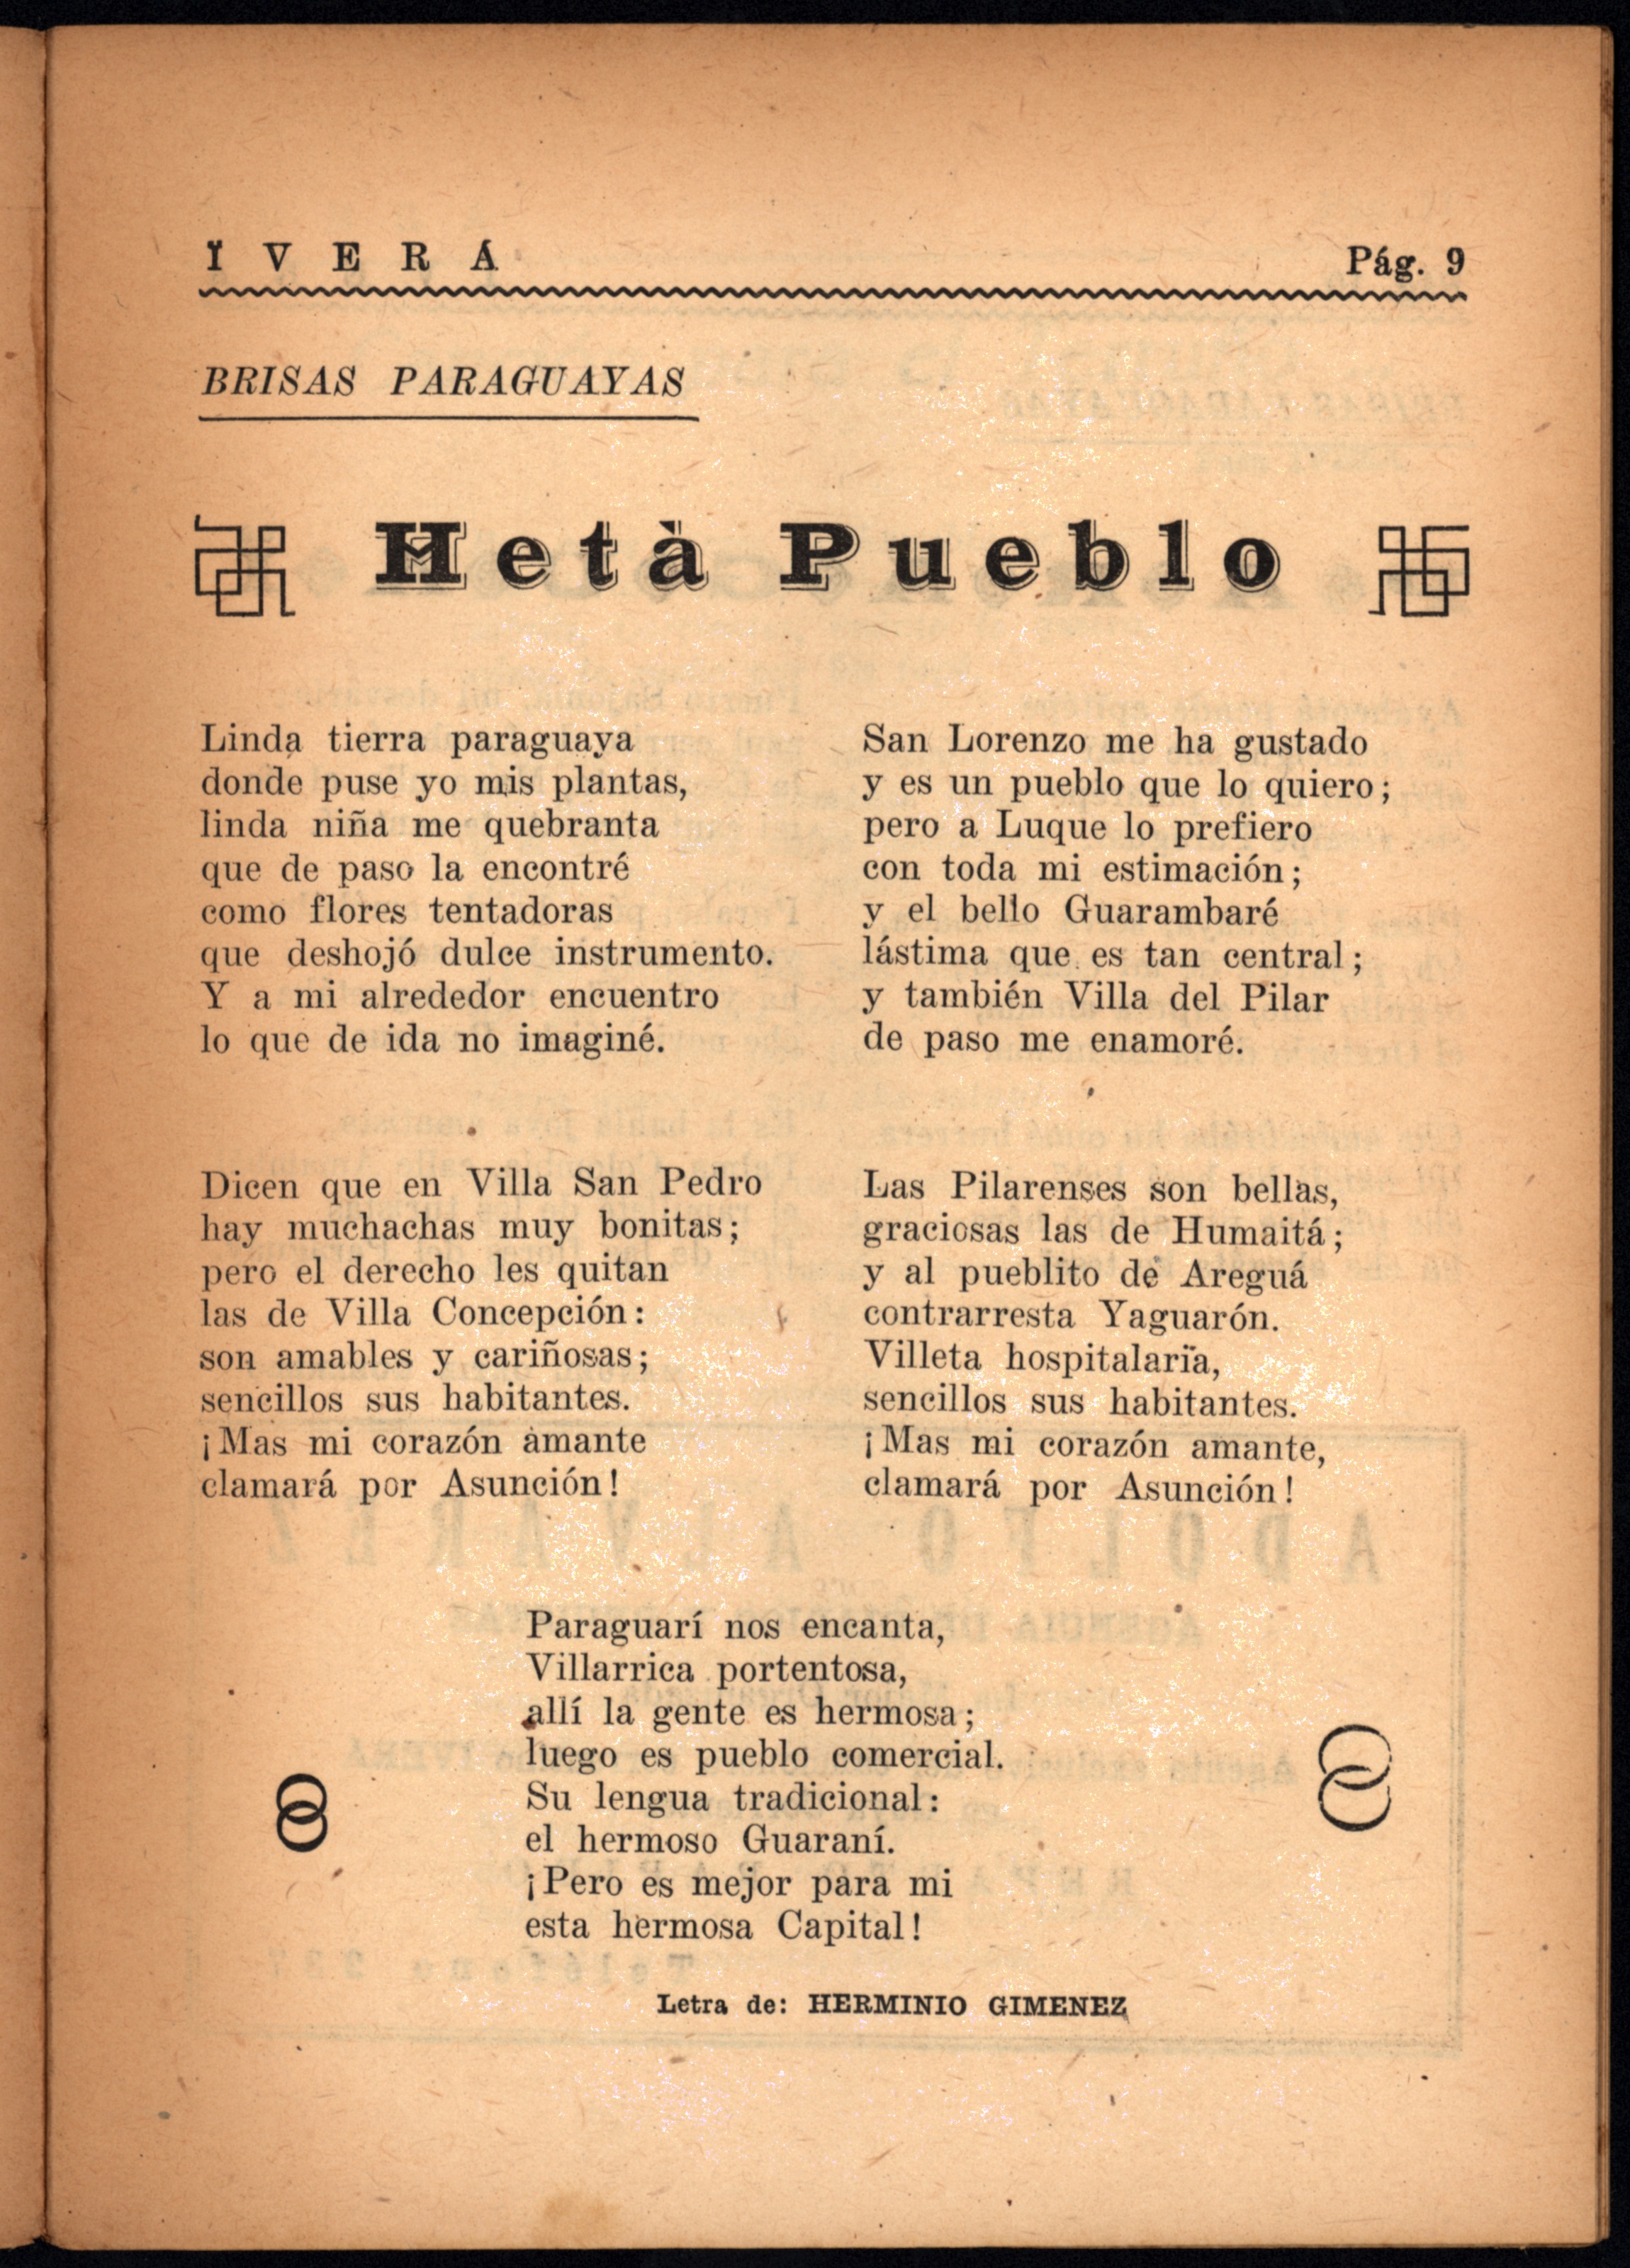 Ï V E R Á
Pág. 9
BRISAS PARAGUAYAS
Hetà Pueblo
Linda tierra paraguaya
donde puse yo mis plantas,
linda niña me quebranta
que de paso la encontré
como flores tentadoras
que deshojó dulce instrumento.
Y a mi alrededor encuentro
lo que de ida no imaginé.
Dicen que en Villa San Pedro
hay muchachas muy bonitas;
pero el derecho les quitan
las de Villa Concepción:
son amables y cariñosas;
sencillos sus habitantes.
¡Mas mi corazón amante
clamará por Asunción!
San Lorenzo me ha gustado
y es un pueblo que lo quiero;
pero a Luque lo prefiero
con toda mi estimación;
y el bello Guarambaré
lástima que es tan central;
y también Villa del Pilar
de paso me enamoré.
Las Pilarenses son bellas,
graciosas las de Humaitá;
y al pueblito de Areguá
contrarresta Yaguarón.
Villeta hospitalarïa,
sencillos sus habitantes.
¡Mas mi corazón amante,
clamará por Asunción!
Paraguarí nos encanta,
Villarrica portentosa,
allí la gente es hermosa;
luego es pueblo comercial.
Su lengua tradicional:
el hermoso Guaraní.
¡Pero es mejor para mi
esta hermosa Capital!
Letra de: HERMINIO GIMENEZ